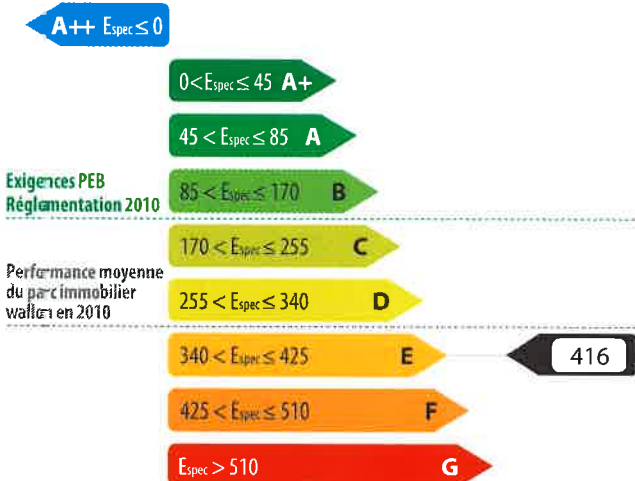 A++ Espec ≤ 0
0 < Espec ≤ 45 A+
45 < Espec ≤ 85 A
Exigences PEB
Réglementation 2010
85 < Espec ≤ 170 B
170 < Espec ≤ 255 C
Performance moyenne
du parc immobilier
wallon en 2010
255 < Espec ≤ 340 D
340 < Espec ≤ 425 E
416
425 < Espec ≤ 510 F
Espec > 510 G